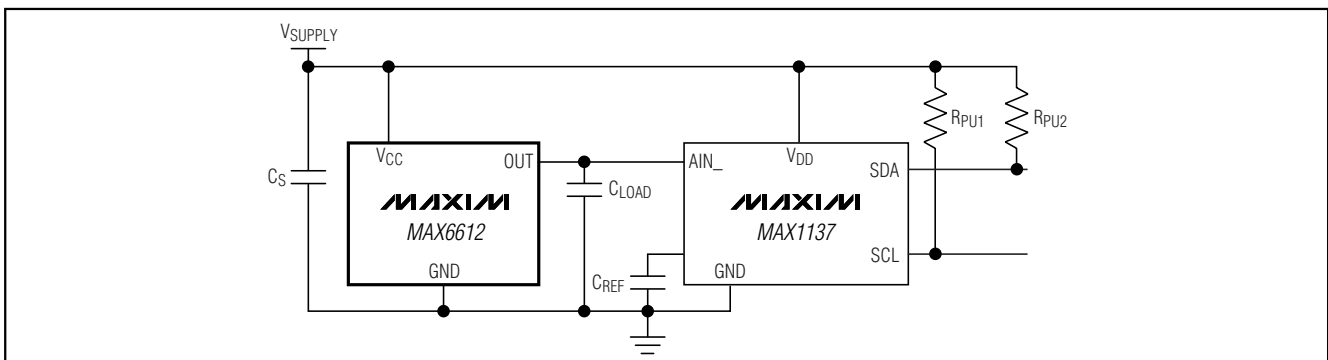 VSUPPLY
VCC
OUT
MAXIM
MAX6612
GND
CS
CLOAD
AIN_
VDD
SDA
MAXIM
MAX1137
SCL
GND
CREF
RPU1
RPU2